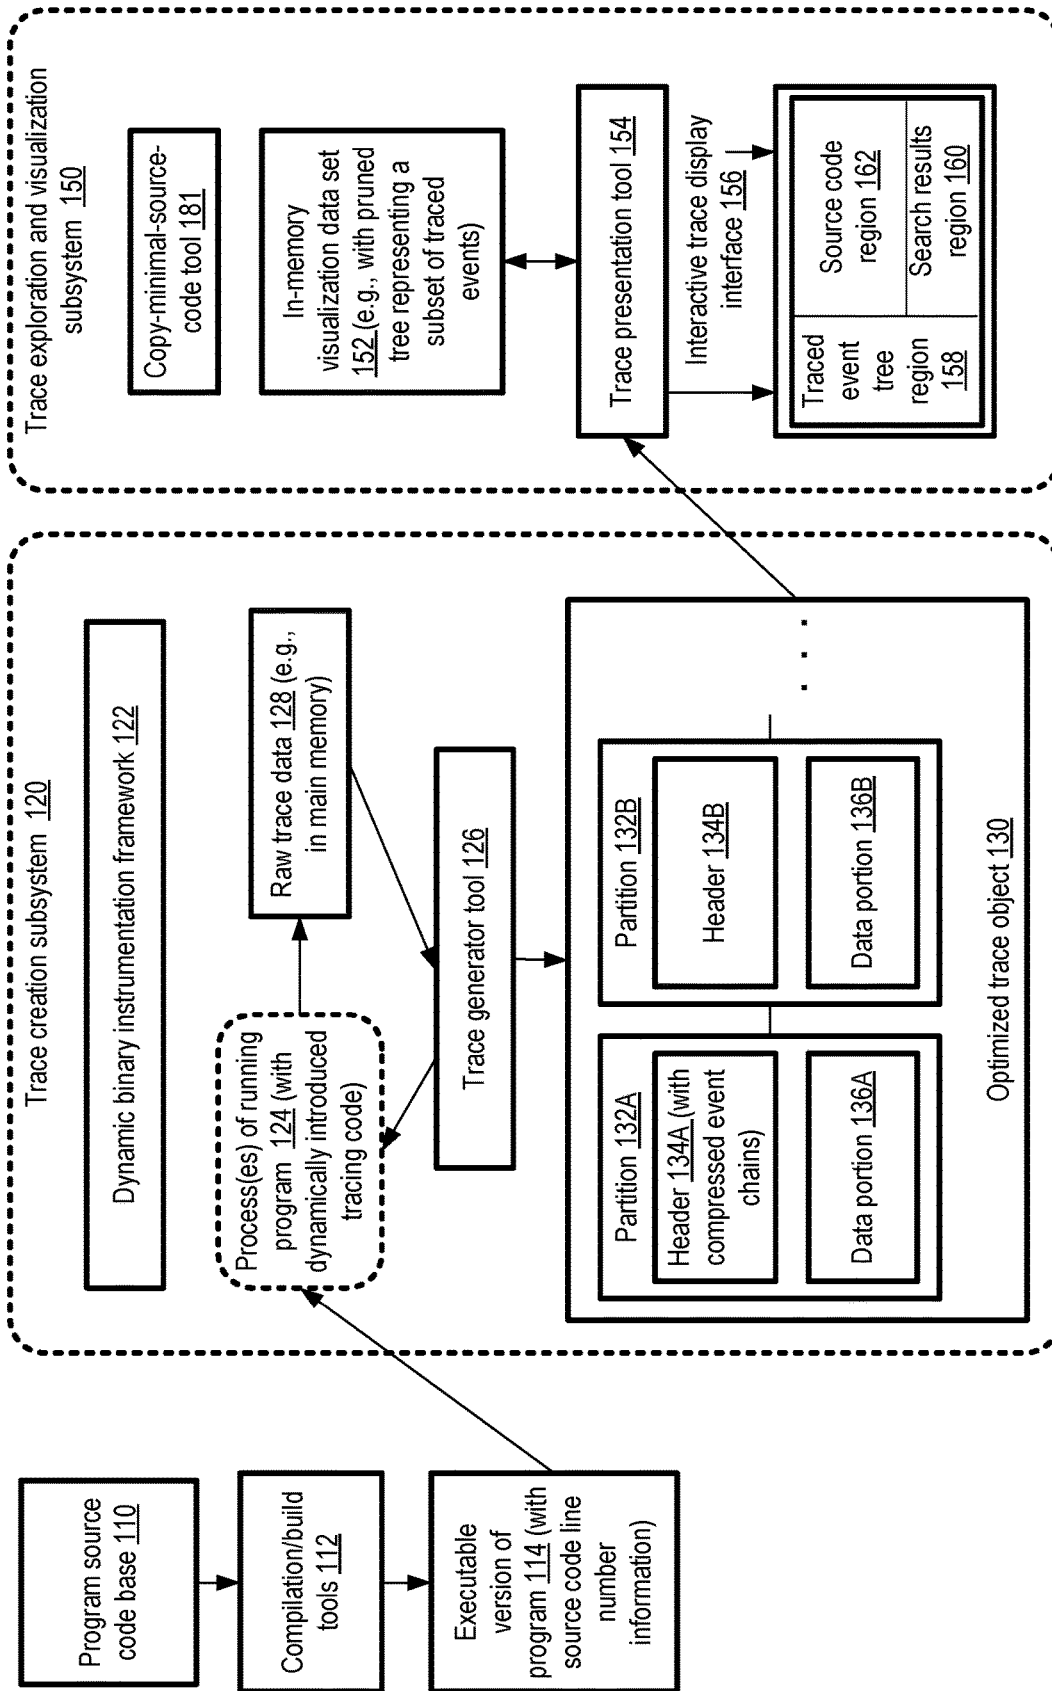 Program source
code base 110
Compilation/build
tools 112
Executable
version of
program 114 (with
source code line
number
information)
Trace creation subsystem 120
Dynamic binary instrumentation framework 122
Process(es) of running
program 124 (with
dynamically introduced
tracing code)
Raw trace data 128 (e.g.,
in main memory)
Trace generator tool 126
Partition 132A
Header 134A (with
compressed event
chains)
Data portion 136A
Partition 132B
Header 134B
Data portion 136B
. . .
Optimized trace object 130
Trace exploration and visualization
subsystem 150
Copy-minimal-source-
code tool 181
In-memory
visualization data set
152 (e.g., with pruned
tree representing a
subset of traced
events)
Trace presentation tool 154
Interactive trace display
interface 156
Traced
event
tree
region
158
Source code
region 162
Search results
region 160